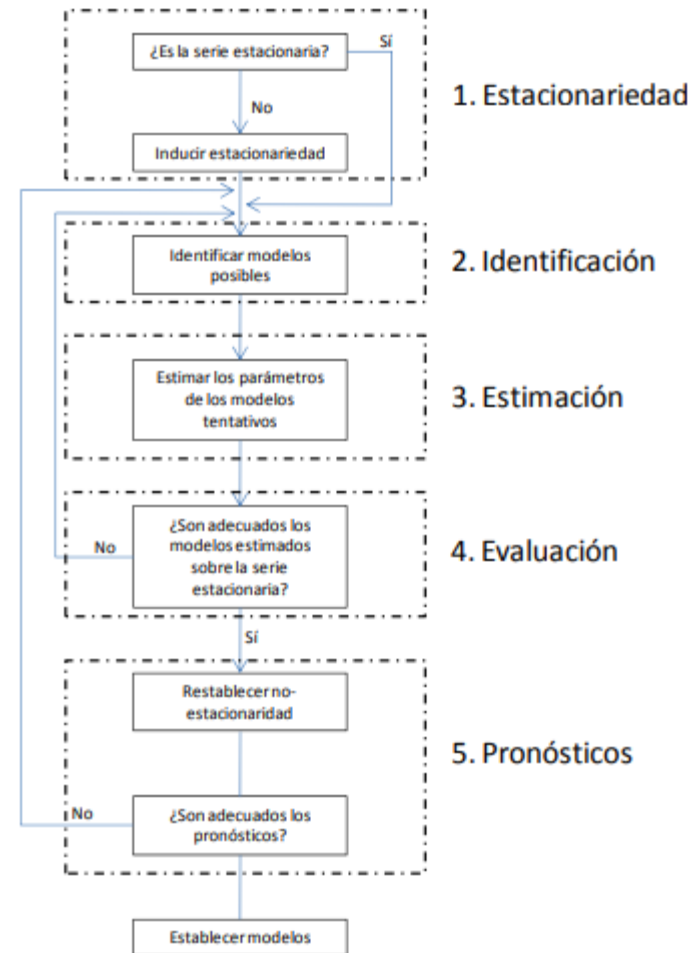 ¿Es la serie estacionaria?
Sí
1. Estacionariedad
No
Inducir estacionariedad
Identificar modelos
posibles
2. Identificación
Estimar los parámetros
de los modelos
tentativos
3. Estimación
¿Son adecuados los
modelos estimados
sobre la serie
estacionaria?
No
4. Evaluación
Sí
Restablecer no-
estacionaridad
5. Pronósticos
No
¿Son adecuados los
pronósticos?
Establecer modelos